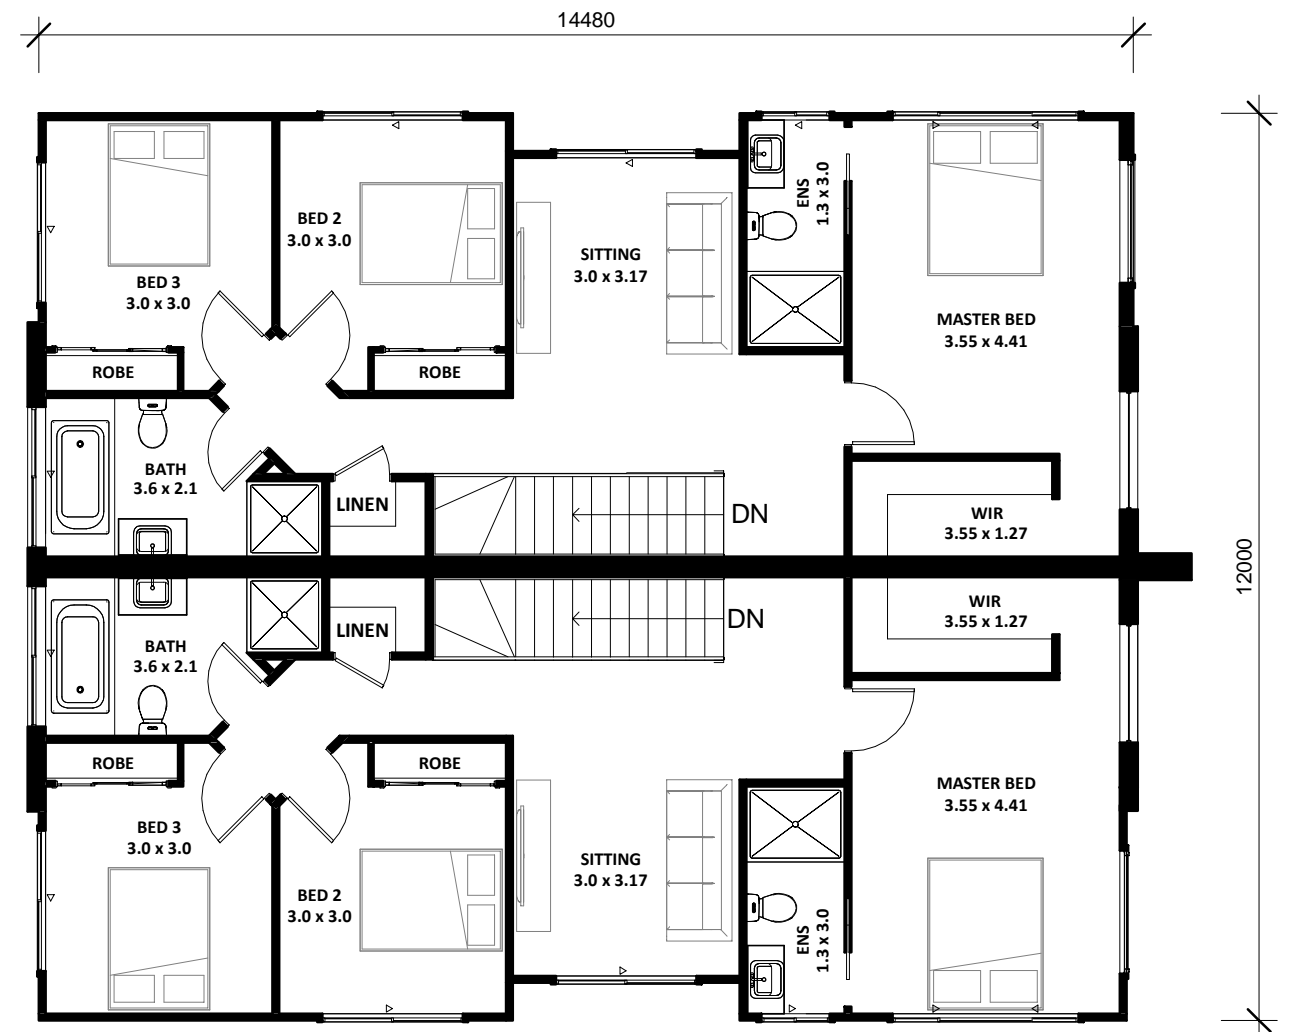 14480
12000
BED 3
3.0 x 3.0
BED 2
3.0 x 3.0
SITTING
3.0 x 3.17
ENS
1.3 x 3.0
MASTER BED
3.55 x 4.41
ROBE
ROBE
BATH
3.6 x 2.1
LINEN
DN
WIR
3.55 x 1.27
WIR
3.55 x 1.27
DN
LINEN
BATH
3.6 x 2.1
ROBE
ROBE
MASTER BED
3.55 x 4.41
BED 3
3.0 x 3.0
SITTING
3.0 x 3.17
BED 2
3.0 x 3.0
ENS
1.3 x 3.0